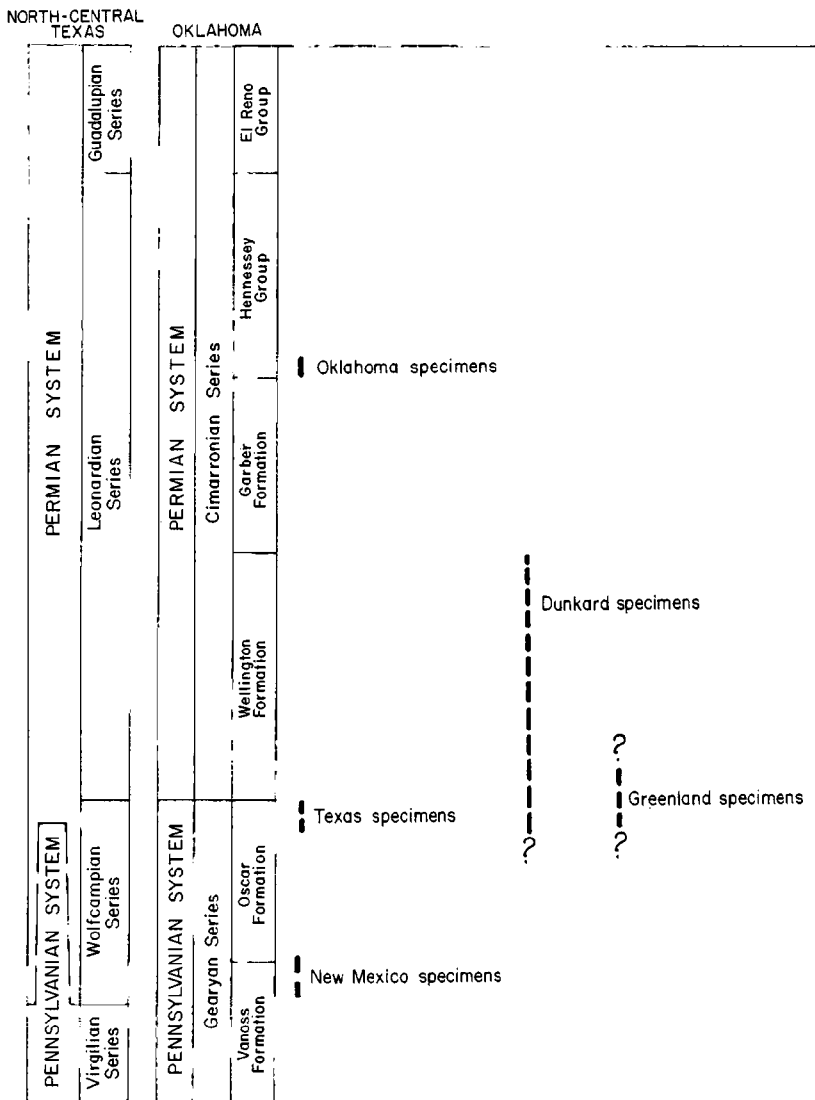 NORTH-CENTRAL
TEXAS
OKLAHOMA
PERMIAN SYSTEM
PENNSYLVANIAN SYSTEM
Guadalupian
Series
Leonardian
Series
Wolfcampian
Series
Virgilian
Series
PERMIAN SYSTEM
PENNSYLVANIAN SYSTEM
Cimarronian Series
Gearyan Series
El Reno
Group
Hennessey
Group
Garber
Formation
Wellington
Formation
Oscar
Formation
Vanoss
Formation
Oklahoma specimens
Dunkard specimens
?
?
Greenland specimens
?
Texas specimens
New Mexico specimens